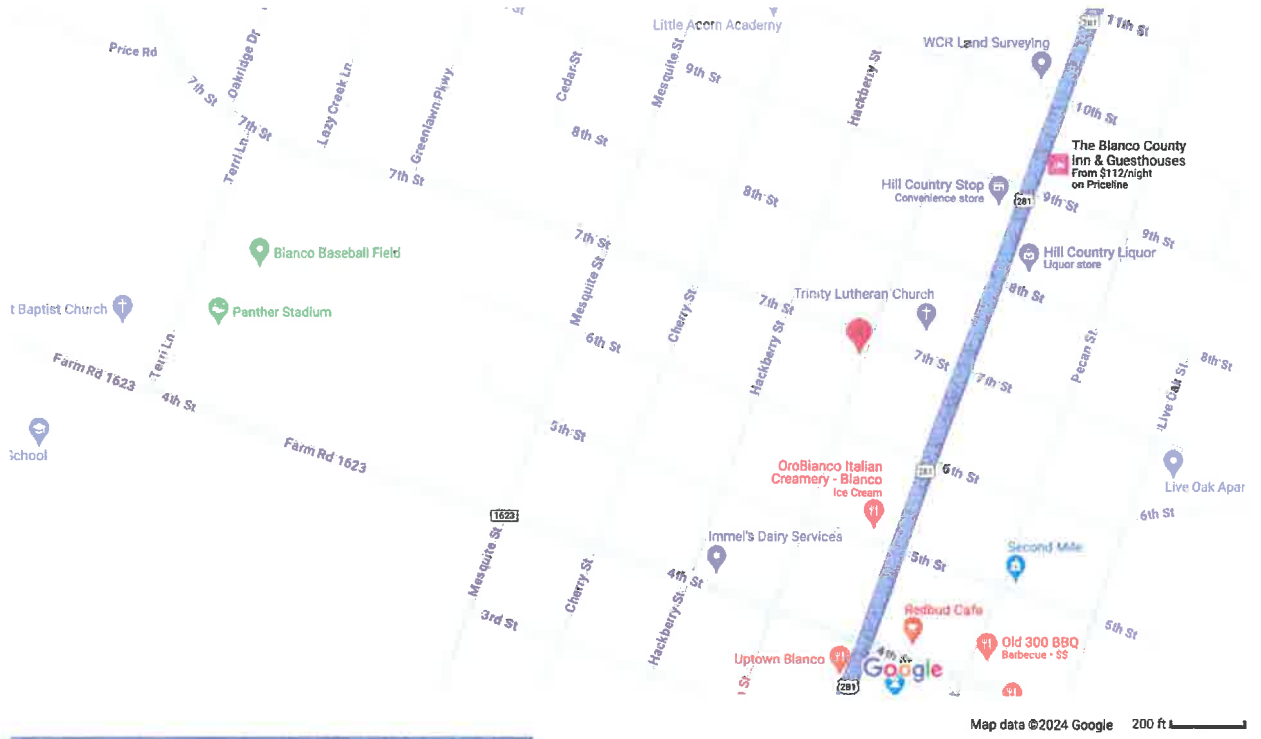 Little Acorn Academy
281
11th St
Price Rd
Oakridge Dr
WCR Land Surveying
Cedar St
Mesquite St
9th St
Hackberry St
7th St
Lazy Creek Ln
Greenlawn Pkwy
10th St
7th St
8th St
Terri Ln
The Blanco County
Inn & Guesthouses
From $112/night
on Priceline
7th St
8th St
Hill Country Stop
Convenience store
281
9th St
9th St
7th St
Blanco Baseball Field
Hill Country Liquor
Liquor store
Mesquite St
8th St
t Baptist Church
Panther Stadium
Cherry St
7th St
Trinity Lutheran Church
Hackberry St
6th St
Terri Ln
7th St
7th St
Pecan St
8th St
Farm Rd 1623
4th St
Live Oak St
5th St
School
Farm Rd 1623
OroBianco Italian
Creamery - Blanco
Ice Cream
281
6th St
Live Oak Apar
1623
6th St
Immel's Dairy Services
Mesquite St
Cherry St
4th St
5th St
Second Mile
Hackberry St
3rd St
Redbud Cafe
5th St
Old 300 BBQ
Barbecue · $$
Uptown Blanco
4th St
Google
281
St
Map data ©2024 Google
200 ft